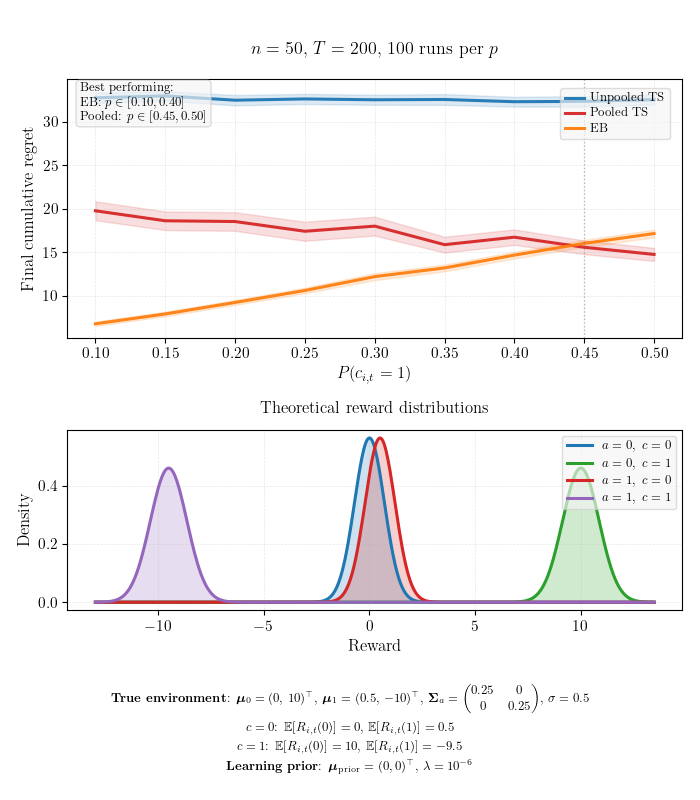 n = 50, T = 200, 100 runs per p
Best performing:
EB: p ∈ [0.10, 0.40]
Pooled: p ∈ [0.45, 0.50]
Unpooled TS
Pooled TS
EB
Final cumulative regret
30
25
20
15
10
0.10 0.15 0.20 0.25 0.30 0.35 0.40 0.45 0.50
P(c_{i,t} = 1)
Theoretical reward distributions
a = 0, c = 0
a = 0, c = 1
a = 1, c = 0
a = 1, c = 1
Density
0.4
0.2
0.0
−10 −5 0 5 10
Reward
True environment: μ₀ = (0, 10)⊤, μ₁ = (0.5, −10)⊤, Σₐ = (0.25 0
0 0.25), σ = 0.5
c = 0: 𝔼[R_{i,t}(0)] = 0, 𝔼[R_{i,t}(1)] = 0.5
c = 1: 𝔼[R_{i,t}(0)] = 10, 𝔼[R_{i,t}(1)] = −9.5
Learning prior: μ_prior = (0, 0)⊤, λ = 10⁻⁶